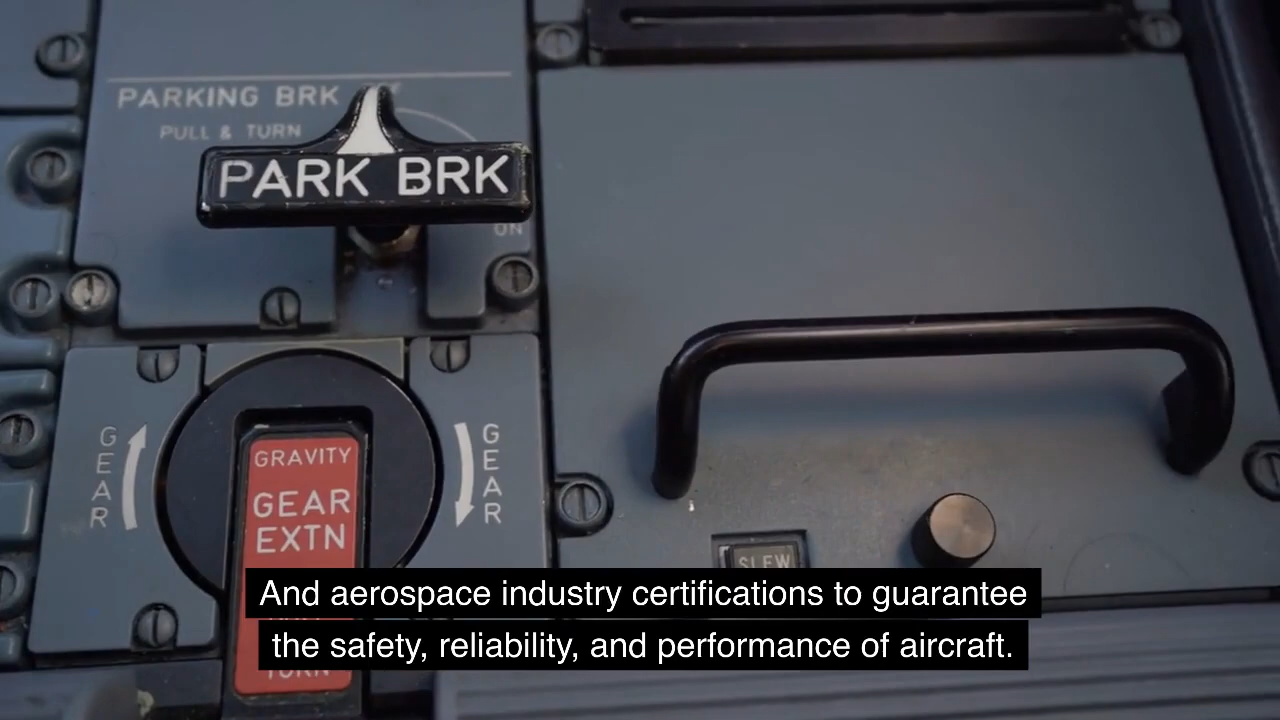 PARKING BRK
PULL & TURN
PARK BRK
ON
GEAR
GEAR
GRAVITY
GEAR
EXTN
SLEW
And aerospace industry certifications to guarantee
the safety, reliability, and performance of aircraft.
TURN